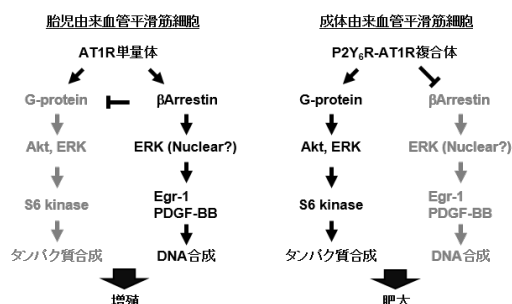 胎児由来血管平滑筋細胞
AT1R単量体
G-protein
βArrestin
Akt, ERK
ERK (Nuclear?)
S6 kinase
Egr-1
PDGF-BB
タンパク質合成
DNA合成
増殖
成体由来血管平滑筋細胞
P2Y₆R-AT1R複合体
G-protein
βArrestin
Akt, ERK
ERK (Nuclear?)
S6 kinase
Egr-1
PDGF-BB
タンパク質合成
DNA合成
肥大